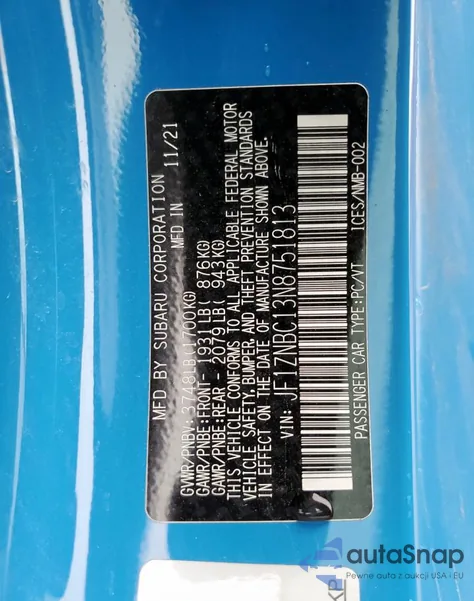 MFD BY SUBARU CORPORATION
MFD IN 11/21
GVWR/PNBV: 3748LB(1700KG)
GAWR/PNBE:FRONT- 1931LB( 876KG)
GAWR/PNBE:REAR - 2079LB( 943KG)
THIS VEHICLE CONFORMS TO ALL APPLICABLE FEDERAL MOTOR
VEHICLE SAFETY, BUMPER, AND THEFT PREVENTION STANDARDS
IN EFFECT ON THE DATE OF MANUFACTURE SHOWN ABOVE.
VIN: JF1ZNBC13N8751813
PASSENGER CAR TYPE:PC/VT ICES/NMB-002
autaSnap
Pewne auta z aukcji USA i EU